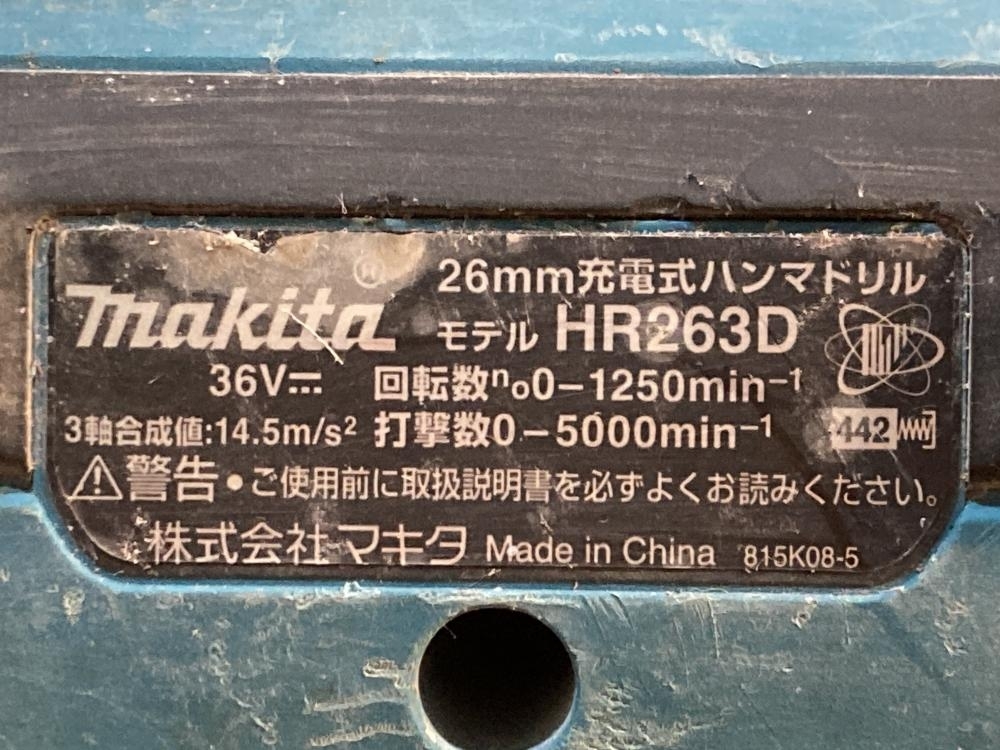 makita®
26mm充電式ハンマドリル
モデル HR263D
36V⎓ 回転数n₀0-1250min⁻¹
3軸合成値:14.5m/s² 打撃数0-5000min⁻¹
442
⚠警告・ご使用前に取扱説明書を必ずよくお読みください。
株式会社マキタ Made in China 815K08-5